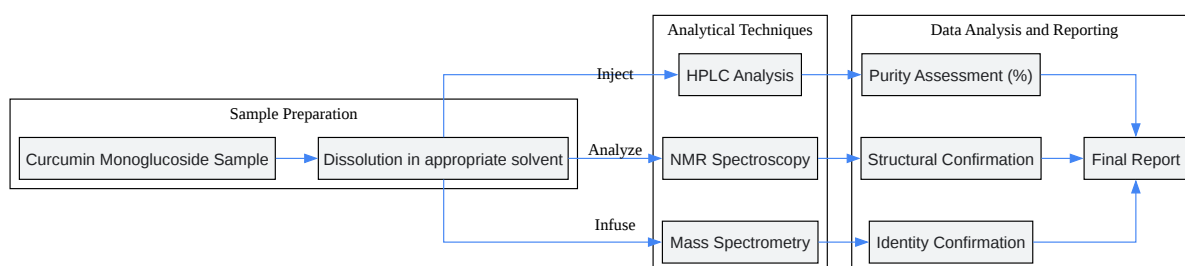 Analytical Techniques
Data Analysis and Reporting
Inject
HPLC Analysis
Purity Assessment (%)
Sample Preparation
Curcumin Monoglucoside Sample
Dissolution in appropriate solvent
Analyze
NMR Spectroscopy
Structural Confirmation
Final Report
Infuse
Mass Spectrometry
Identity Confirmation